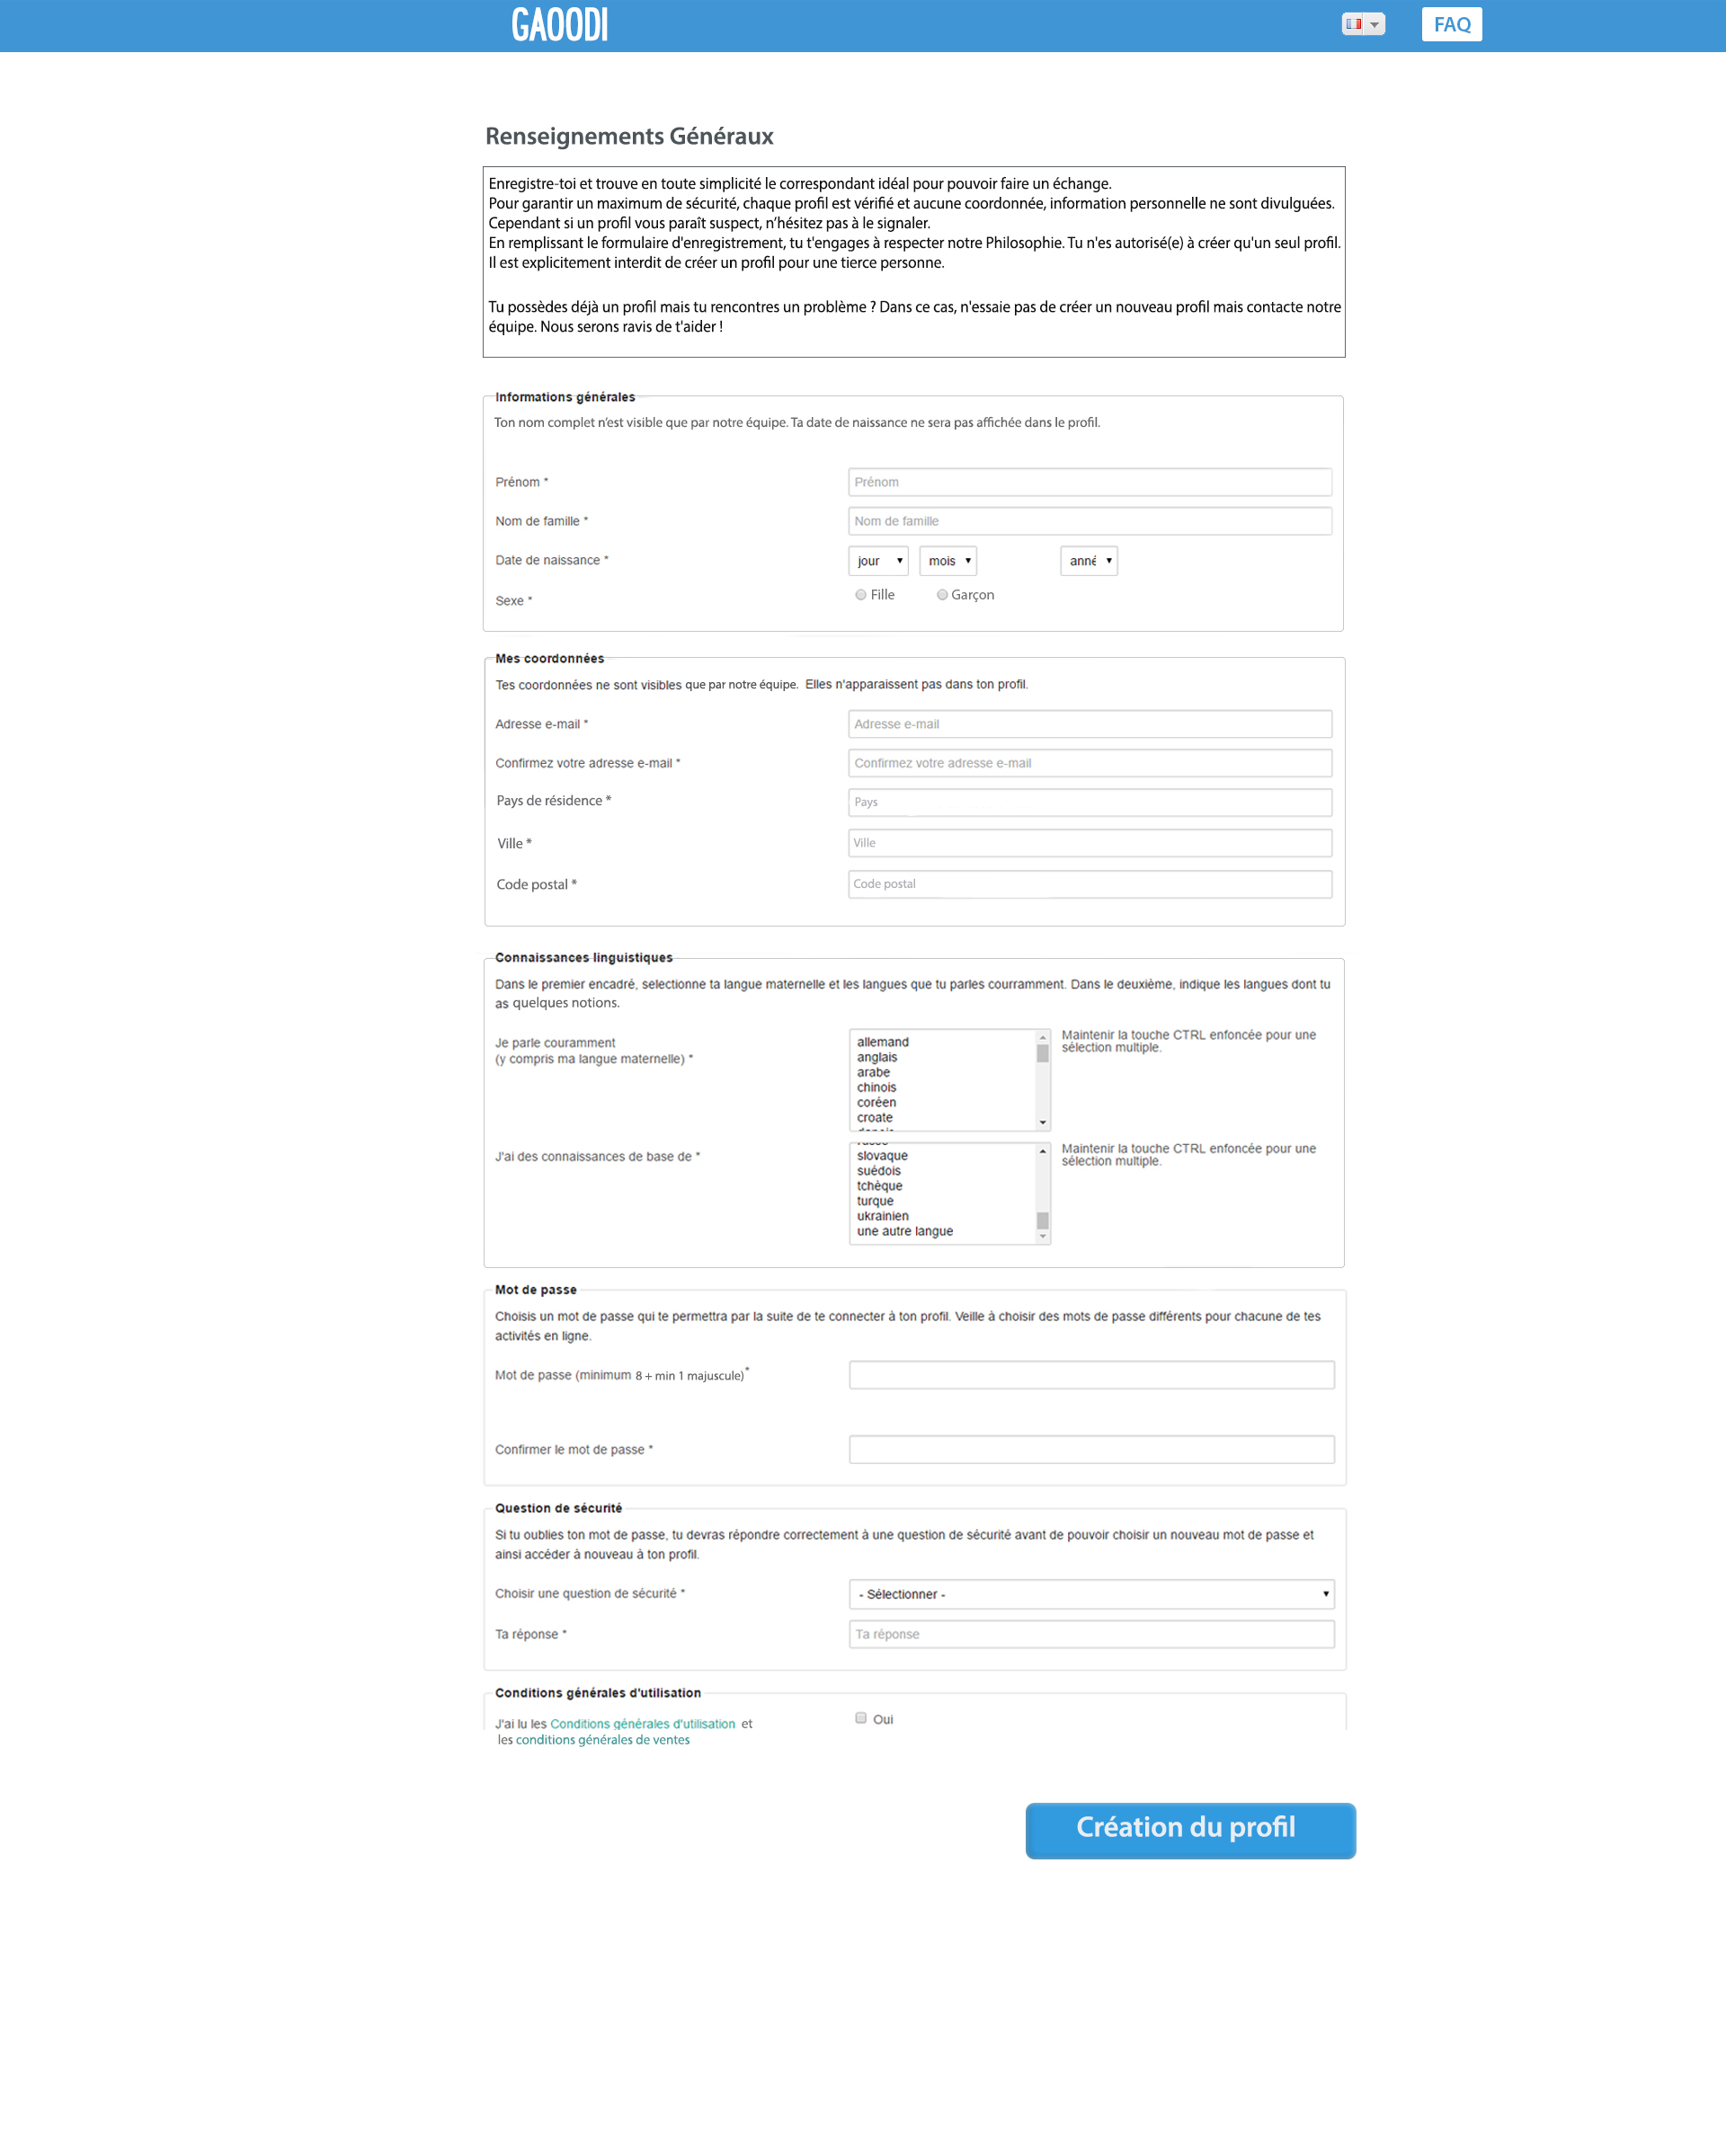 GAOODI
FAQ
Renseignements Généraux
Enregistre-toi et trouve en toute simplicité le correspondant idéal pour pouvoir faire un échange.
Pour garantir un maximum de sécurité, chaque profil est vérifié et aucune coordonnée, information personnelle ne sont divulguées.
Cependant si un profil vous paraît suspect, n’hésitez pas à le signaler.
En remplissant le formulaire d'enregistrement, tu t'engages à respecter notre Philosophie. Tu n'es autorisé(e) à créer qu'un seul profil.
Il est explicitement interdit de créer un profil pour une tierce personne.
Tu possèdes déjà un profil mais tu rencontres un problème ? Dans ce cas, n'essaie pas de créer un nouveau profil mais contacte notre
équipe. Nous serons ravis de t'aider !
Informations générales
Ton nom complet n’est visible que par notre équipe. Ta date de naissance ne sera pas affichée dans le profil.
Prénom * Prénom
Nom de famille * Nom de famille
Date de naissance * jour mois anné
Sexe * Fille Garçon
Mes coordonnées
Tes coordonnées ne sont visibles que par notre équipe. Elles n'apparaissent pas dans ton profil.
Adresse e-mail * Adresse e-mail
Confirmez votre adresse e-mail * Confirmez votre adresse e-mail
Pays de résidence * Pays
Ville * Ville
Code postal * Code postal
Connaissances linguistiques
Dans le premier encadré, selectionne ta langue maternelle et les langues que tu parles courramment. Dans le deuxième, indique les langues dont tu
as quelques notions.
Je parle couramment
(y compris ma langue maternelle) *
allemand
anglais
arabe
chinois
coréen
croate
Maintenir la touche CTRL enfoncée pour une
sélection multiple.
J'ai des connaissances de base de *
slovaque
suédois
tchèque
turque
ukrainien
une autre langue
Maintenir la touche CTRL enfoncée pour une
sélection multiple.
Mot de passe
Choisis un mot de passe qui te permettra par la suite de te connecter à ton profil. Veille à choisir des mots de passe différents pour chacune de tes
activités en ligne.
Mot de passe (minimum 8 + min 1 majuscule)*
Confirmer le mot de passe *
Question de sécurité
Si tu oublies ton mot de passe, tu devras répondre correctement à une question de sécurité avant de pouvoir choisir un nouveau mot de passe et
ainsi accéder à nouveau à ton profil.
Choisir une question de sécurité * - Sélectionner -
Ta réponse * Ta réponse
Conditions générales d'utilisation
J'ai lu les Conditions générales d'utilisation et Oui
les conditions générales de ventes
Création du profil